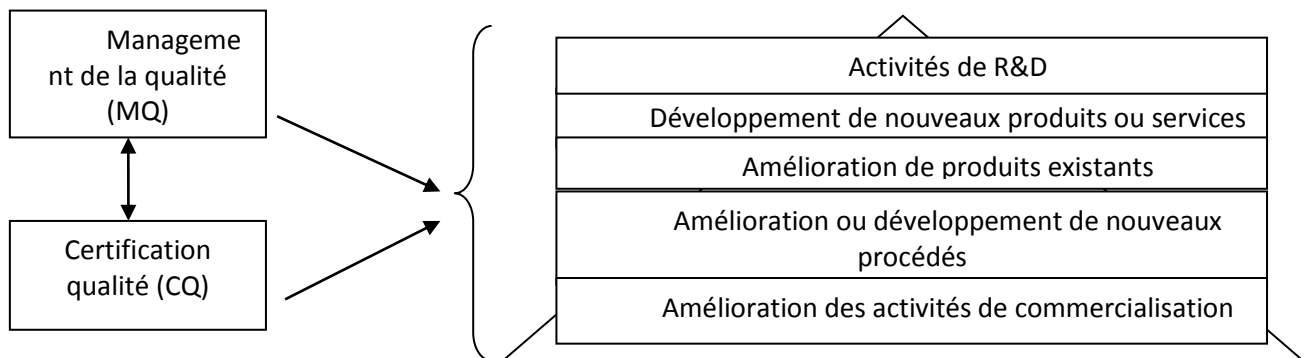 Manageme
nt de la qualité
(MQ)
Certification
qualité (CQ)
Activités de R&D
Développement de nouveaux produits ou services
Amélioration de produits existants
Amélioration ou développement de nouveaux
procédés
Amélioration des activités de commercialisation